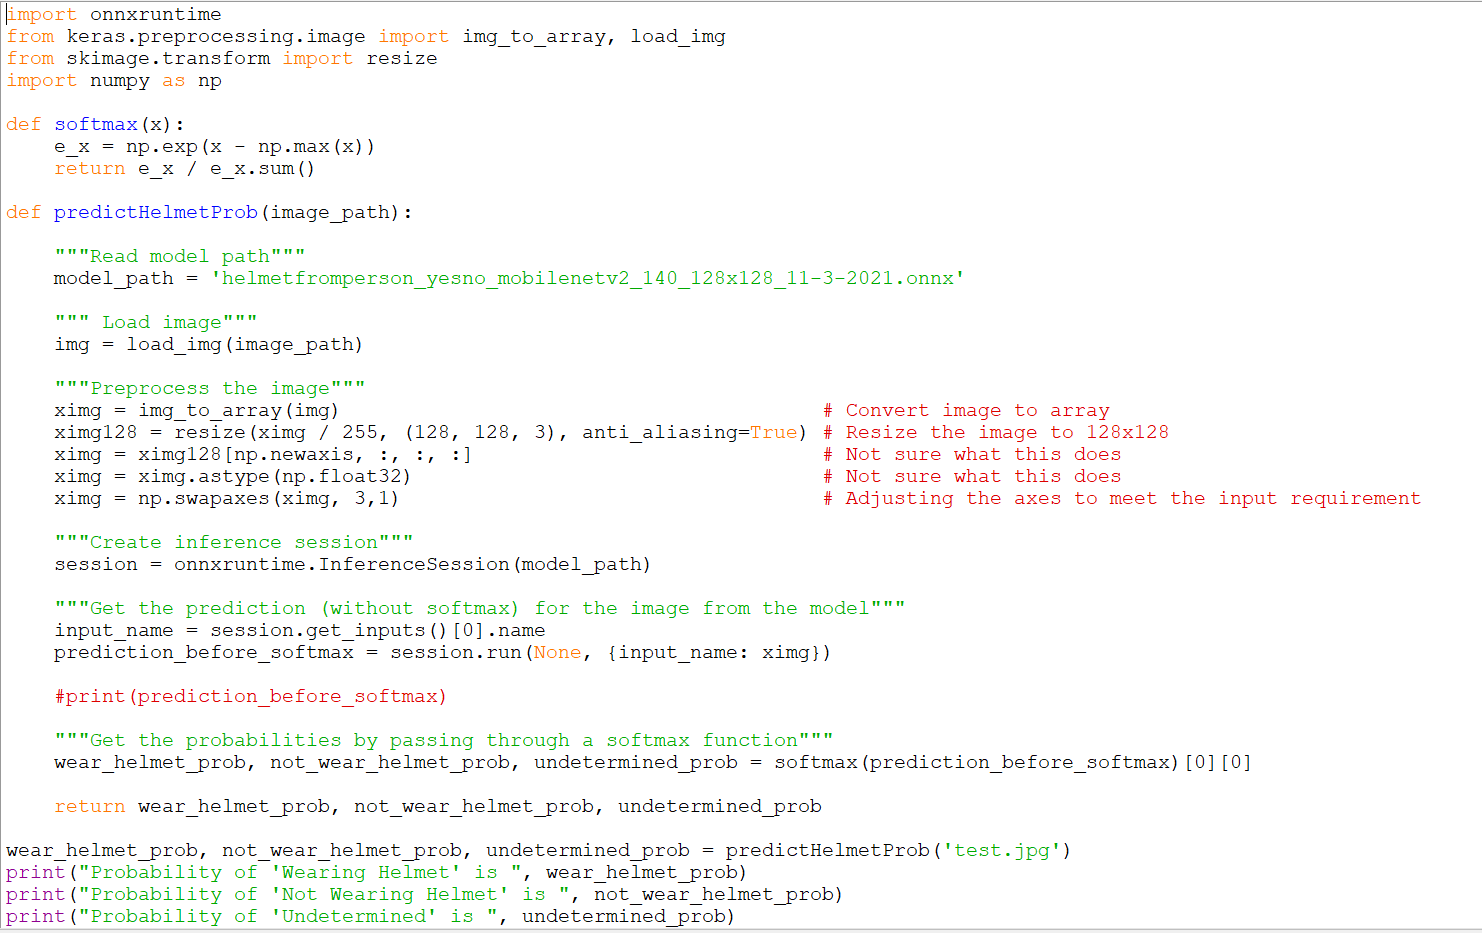 import onnxruntime
from keras.preprocessing.image import img_to_array, load_img
from skimage.transform import resize
import numpy as np

def softmax(x):
    e_x = np.exp(x - np.max(x))
    return e_x / e_x.sum()

def predictHelmetProb(image_path):

    """Read model path"""
    model_path = 'helmetfromperson_yesno_mobilenetv2_140_128x128_11-3-2021.onnx'

    """ Load image"""
    img = load_img(image_path)

    """Preprocess the image"""
    ximg = img_to_array(img)                                        # Convert image to array
    ximg128 = resize(ximg / 255, (128, 128, 3), anti_aliasing=True) # Resize the image to 128x128
    ximg = ximg128[np.newaxis, :, :, :]                             # Not sure what this does
    ximg = ximg.astype(np.float32)                                  # Not sure what this does
    ximg = np.swapaxes(ximg, 3,1)                                   # Adjusting the axes to meet the input requirement

    """Create inference session"""
    session = onnxruntime.InferenceSession(model_path)

    """Get the prediction (without softmax) for the image from the model"""
    input_name = session.get_inputs()[0].name
    prediction_before_softmax = session.run(None, {input_name: ximg})

    #print(prediction_before_softmax)

    """Get the probabilities by passing through a softmax function"""
    wear_helmet_prob, not_wear_helmet_prob, undetermined_prob = softmax(prediction_before_softmax)[0][0]

    return wear_helmet_prob, not_wear_helmet_prob, undetermined_prob

wear_helmet_prob, not_wear_helmet_prob, undetermined_prob = predictHelmetProb('test.jpg')
print("Probability of 'Wearing Helmet' is ", wear_helmet_prob)
print("Probability of 'Not Wearing Helmet' is ", not_wear_helmet_prob)
print("Probability of 'Undetermined' is ", undetermined_prob)